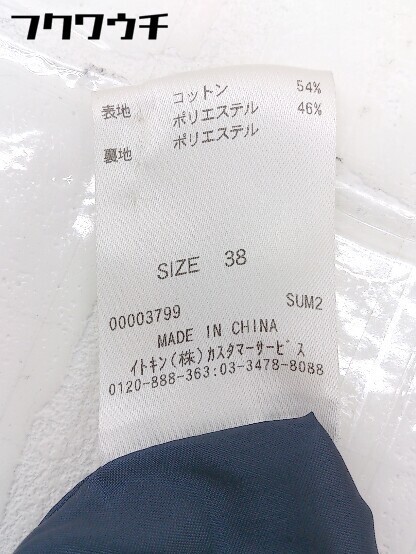 フクワウチ
表地 コットン 54%
ポリエステル 46%
裏地 ポリエステル
SIZE 38
00003799 SUM2
MADE IN CHINA
イトキン(株)カスタマーサービス
0120-888-363:03-3478-8088